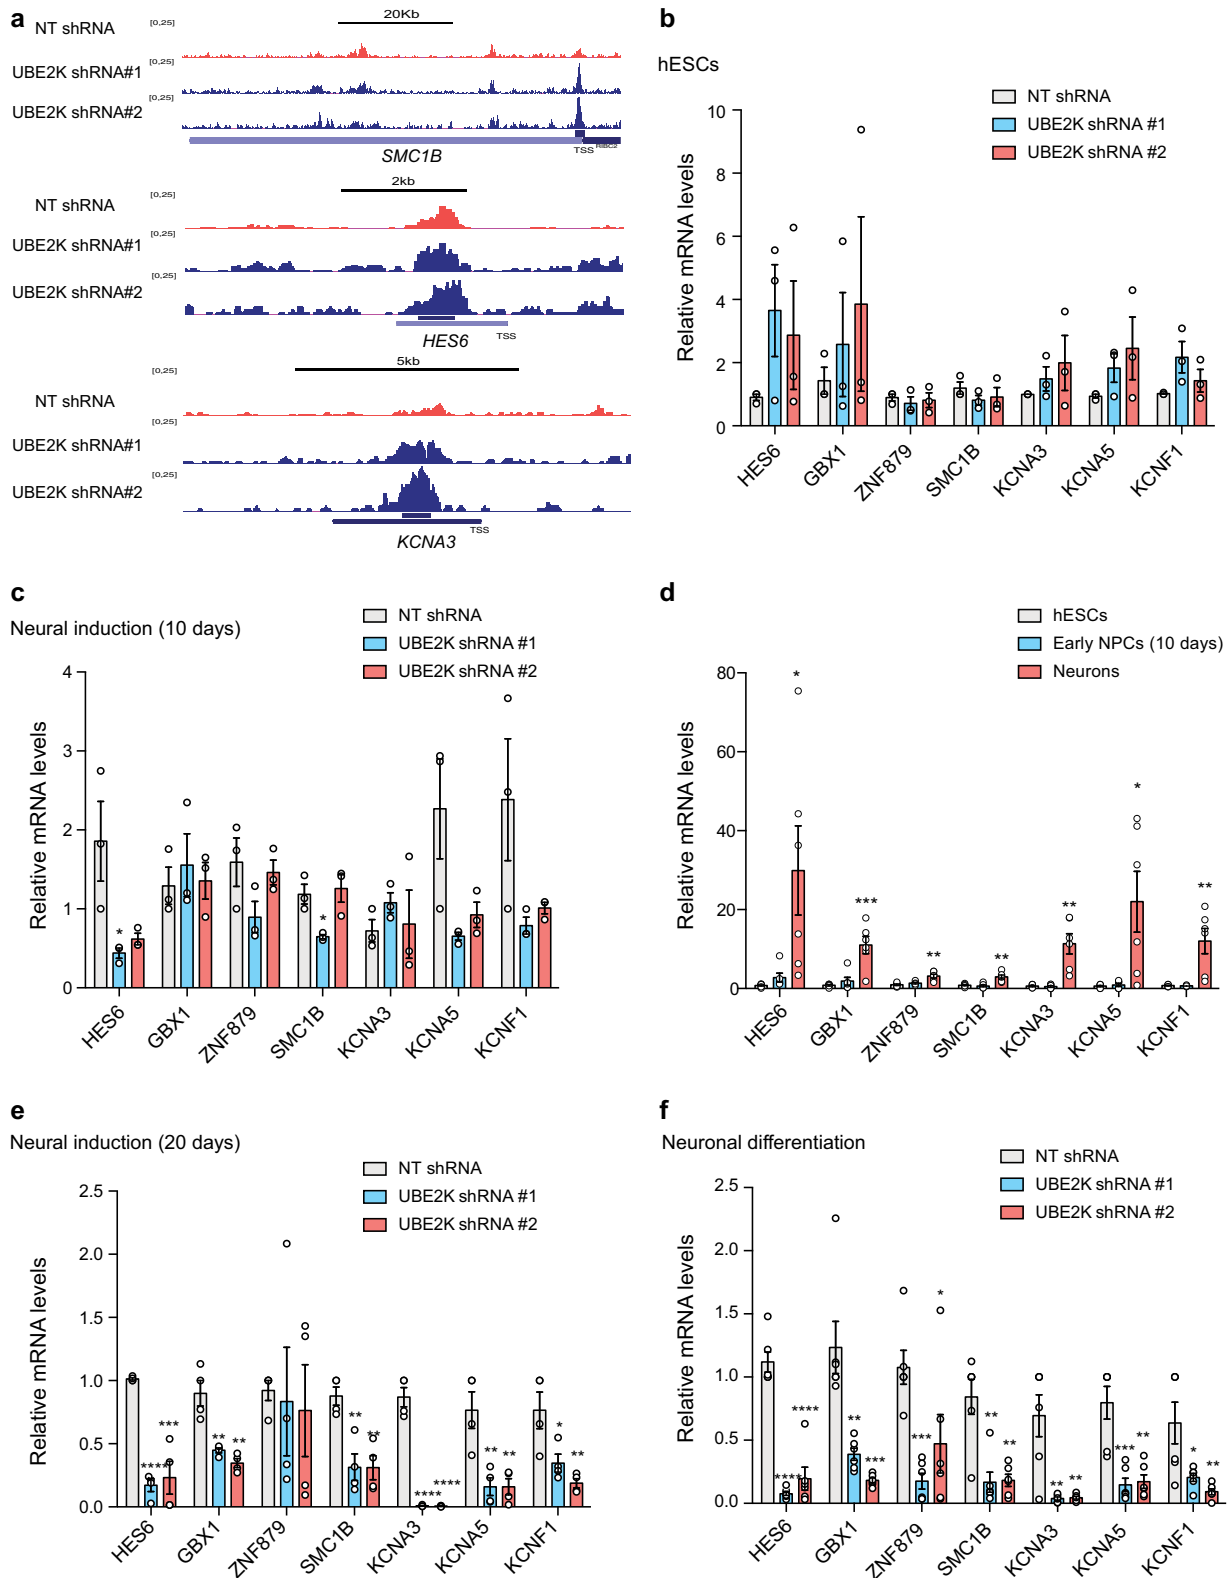 a
20Kb
NT shRNA
[0,25]
UBE2K shRNA#1
[0,25]
UBE2K shRNA#2
[0,25]
TSS
RIBC2
SMC1B
2kb
NT shRNA
[0,25]
UBE2K shRNA#1
[0,25]
UBE2K shRNA#2
[0,25]
TSS
HES6
5kb
[0,25]
NT shRNA
[0,25]
UBE2K shRNA#1
UBE2K shRNA#2
[0,25]
TSS
KCNA3
b
hESCs
NT shRNA
UBE2K shRNA #1
UBE2K shRNA #2
Relative mRNA levels
10
8
6
4
2
0
HES6
GBX1
ZNF879
SMC1B
KCNA3
KCNA5
KCNF1
c
Neural induction (10 days)
NT shRNA
UBE2K shRNA #1
UBE2K shRNA #2
Relative mRNA levels
4
3
2
1
0
*
*
HES6
GBX1
ZNF879
SMC1B
KCNA3
KCNA5
KCNF1
d
hESCs
Early NPCs (10 days)
Neurons
Relative mRNA levels
80
60
40
20
0
*
***
**
**
**
*
**
HES6
GBX1
ZNF879
SMC1B
KCNA3
KCNA5
KCNF1
e
Neural induction (20 days)
NT shRNA
UBE2K shRNA #1
UBE2K shRNA #2
Relative mRNA levels
2.5
2.0
1.5
1.0
0.5
0.0
****
***
**
**
**
**
****
****
**
**
*
**
HES6
GBX1
ZNF879
SMC1B
KCNA3
KCNA5
KCNF1
f
Neuronal differentiation
NT shRNA
UBE2K shRNA #1
UBE2K shRNA #2
Relative mRNA levels
2.5
2.0
1.5
1.0
0.5
0.0
****
****
**
***
***
*
**
**
**
**
***
**
*
**
HES6
GBX1
ZNF879
SMC1B
KCNA3
KCNA5
KCNF1